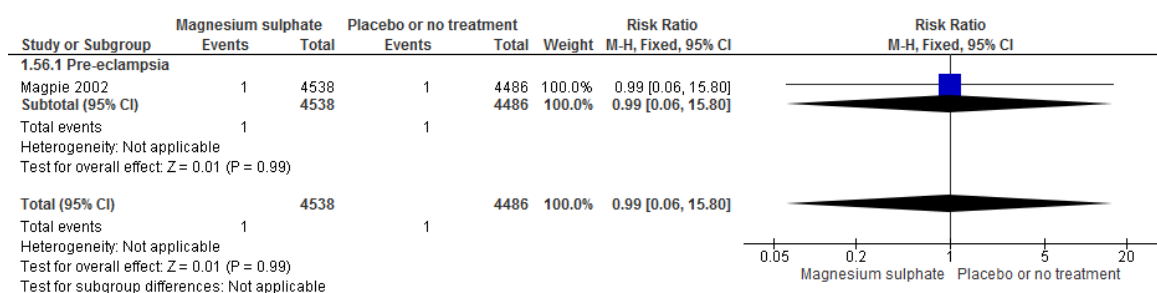 Magnesium sulphate Placebo or no treatment Risk Ratio Risk Ratio
Study or Subgroup Events Total Events Total Weight M-H, Fixed, 95% CI M-H, Fixed, 95% CI
1.56.1 Pre-eclampsia
Magpie 2002 1 4538 1 4486 100.0% 0.99 [0.06, 15.80]
Subtotal (95% CI) 4538 4486 100.0% 0.99 [0.06, 15.80]
Total events 1 1
Heterogeneity: Not applicable
Test for overall effect: Z = 0.01 (P = 0.99)
Total (95% CI) 4538 4486 100.0% 0.99 [0.06, 15.80]
Total events 1 1
Heterogeneity: Not applicable
Test for overall effect: Z = 0.01 (P = 0.99)
Test for subgroup differences: Not applicable
0.05 0.2 1 5 20
Magnesium sulphate Placebo or no treatment